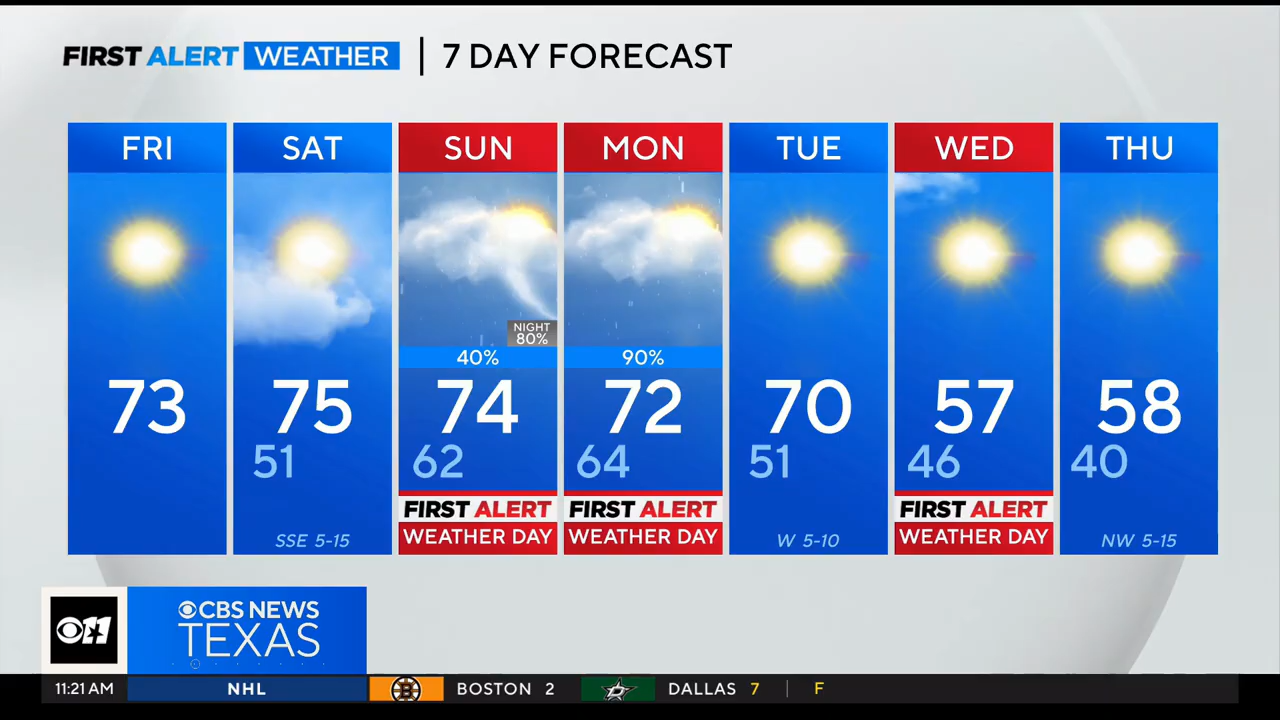 FIRST ALERT WEATHER | 7 DAY FORECAST
FRI
73
SAT
75
51
SSE 5-15
SUN
NIGHT
80%
40%
74
62
FIRST ALERT
WEATHER DAY
MON
90%
72
64
FIRST ALERT
WEATHER DAY
TUE
70
51
W 5-10
WED
57
46
FIRST ALERT
WEATHER DAY
THU
58
40
NW 5-15
11
CBS NEWS
TEXAS
11:21 AM NHL B BOSTON 2 D DALLAS 7 | F